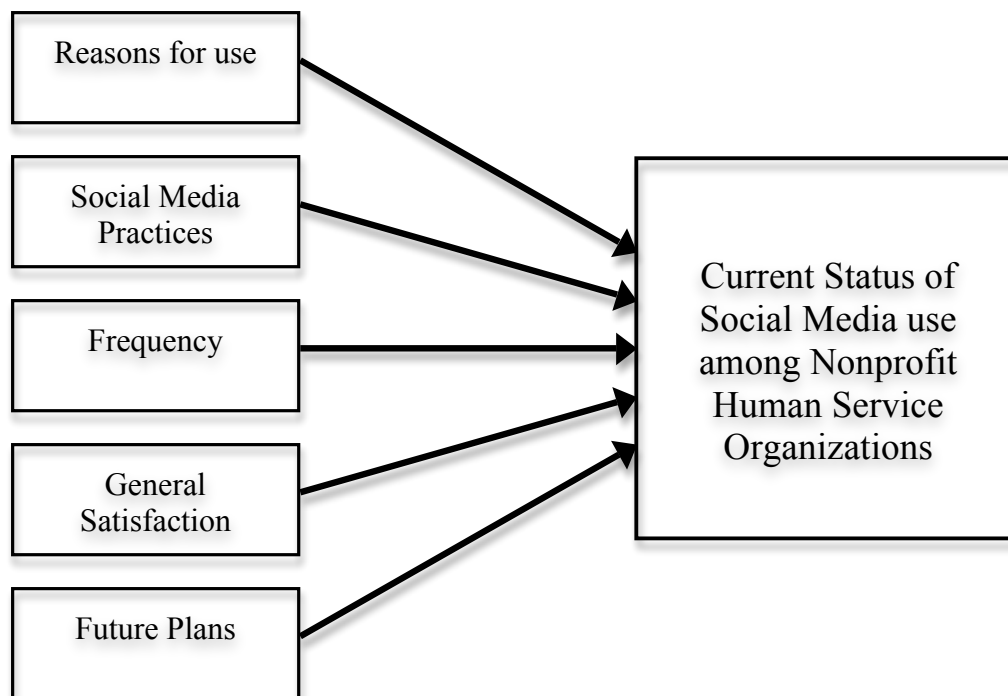 Reasons for use
Social Media
Practices
Frequency
General
Satisfaction
Future Plans
Current Status of
Social Media use
among Nonprofit
Human Service
Organizations